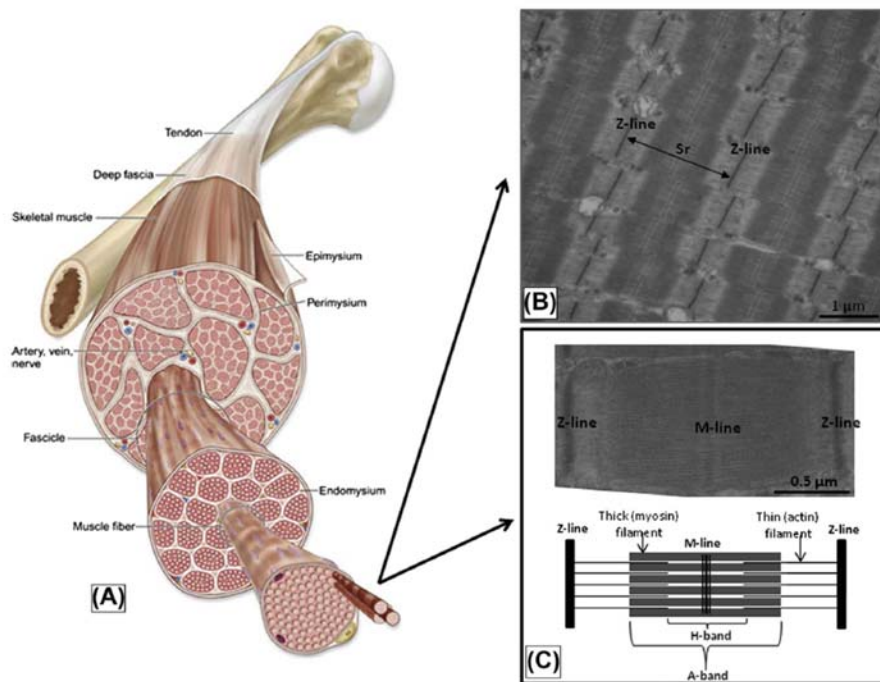 Tendon
Deep fascia
Skeletal muscle
Epimysium
Perimysium
Artery, vein,
nerve
Fascicle
Endomysium
Muscle fiber
(A)
Z-line
Z-line
Sr
(B)
1 µm
Z-line
M-line
Z-line
0.5 µm
Thick (myosin)
filament
Thin (actin)
filament
Z-line
M-line
Z-line
H-band
A-band
(C)